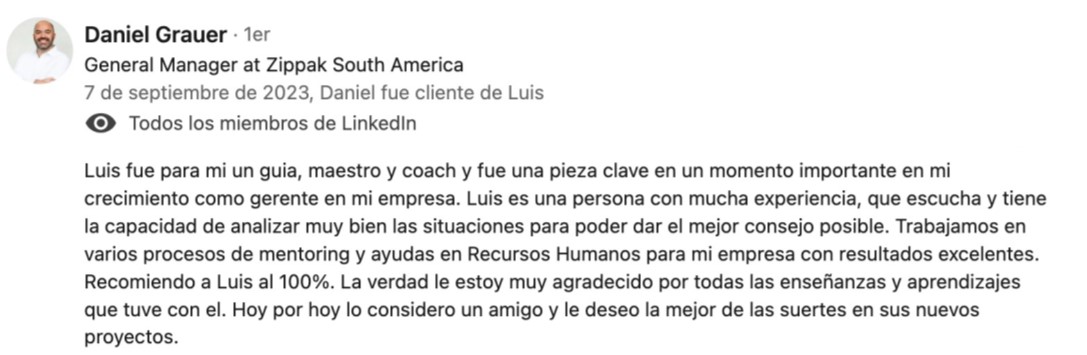 Daniel Grauer · 1er
General Manager at Zippak South America
7 de septiembre de 2023, Daniel fue cliente de Luis
Todos los miembros de LinkedIn
Luis fue para mi un guia, maestro y coach y fue una pieza clave en un momento importante en mi
crecimiento como gerente en mi empresa. Luis es una persona con mucha experiencia, que escucha y tiene
la capacidad de analizar muy bien las situaciones para poder dar el mejor consejo posible. Trabajamos en
varios procesos de mentoring y ayudas en Recursos Humanos para mi empresa con resultados excelentes.
Recomiendo a Luis al 100%. La verdad le estoy muy agradecido por todas las enseñanzas y aprendizajes
que tuve con el. Hoy por hoy lo considero un amigo y le deseo la mejor de las suertes en sus nuevos
proyectos.